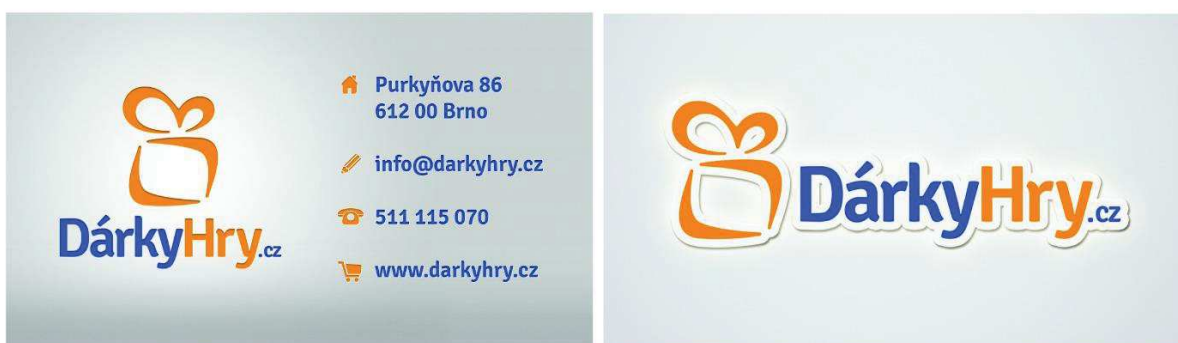 DárkyHry.cz
Purkyňova 86
612 00 Brno
info@darkyhry.cz
511 115 070
www.darkyhry.cz
DárkyHry.cz